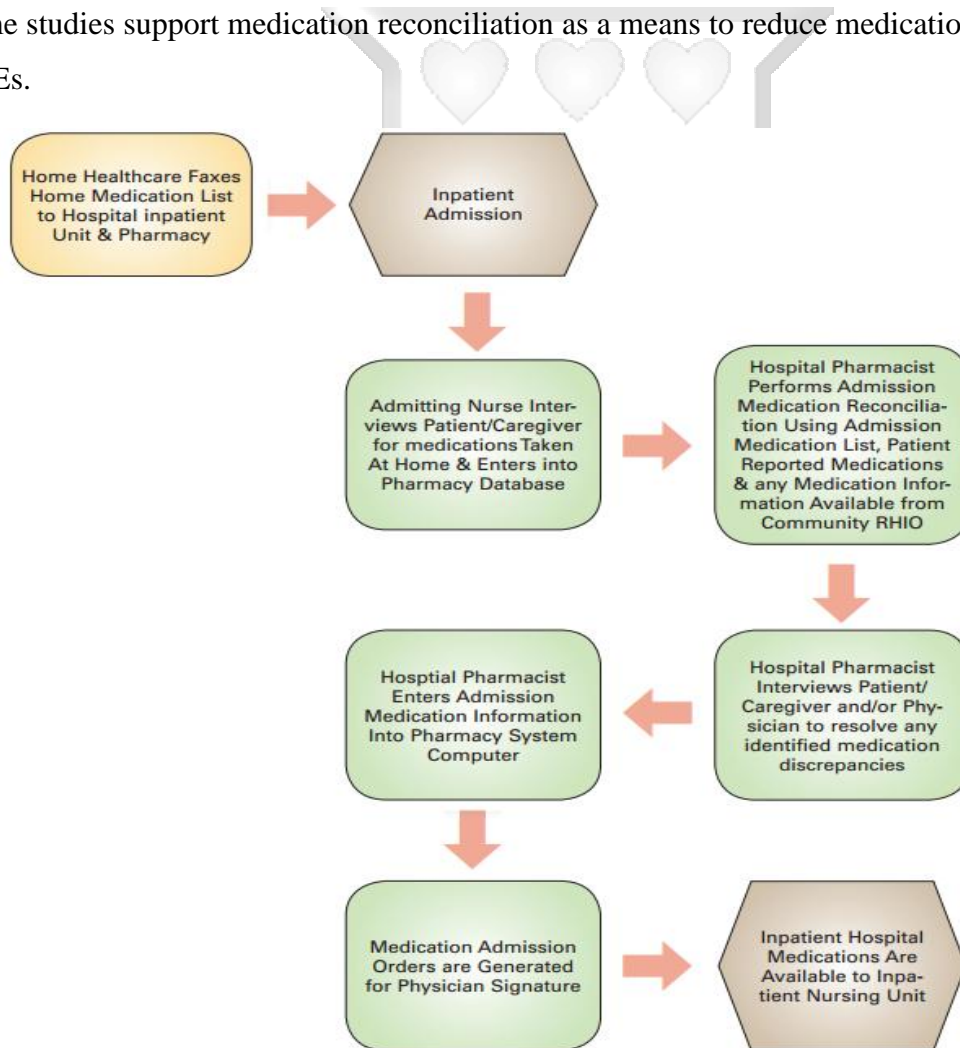 ne studies support medication reconciliation as a means to reduce medication
Es.
Home Healthcare Faxes
Home Medication List
to Hospital inpatient
Unit & Pharmacy
Inpatient
Admission
Admitting Nurse Inter-
views Patient/Caregiver
for medications Taken
At Home & Enters into
Pharmacy Database
Hospital Pharmacist
Performs Admission
Medication Reconcilia-
tion Using Admission
Medication List, Patient
Reported Medications
& any Medication Infor-
mation Available from
Community RHIO
Hospital Pharmacist
Interviews Patient/
Caregiver and/or Phy-
sician to resolve any
identified medication
discrepancies
Hosptial Pharmacist
Enters Admission
Medication Information
Into Pharmacy System
Computer
Medication Admission
Orders are Generated
for Physician Signature
Inpatient Hospital
Medications Are
Available to Inpa-
tient Nursing Unit